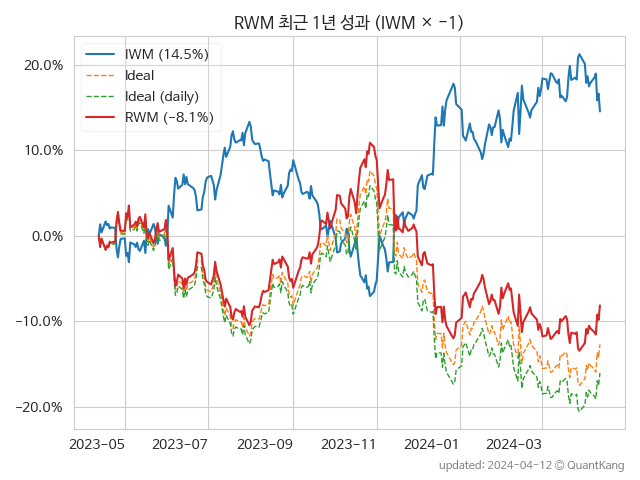 RWM 최근 1년 성과 (IWM × −1)
IWM (14.5%)
Ideal
Ideal (daily)
RWM (−8.1%)
20.0%
10.0%
0.0%
−10.0%
−20.0%
2023−05 2023−07 2023−09 2023−11 2024−01 2024−03
updated: 2024−04−12 © QuantKang